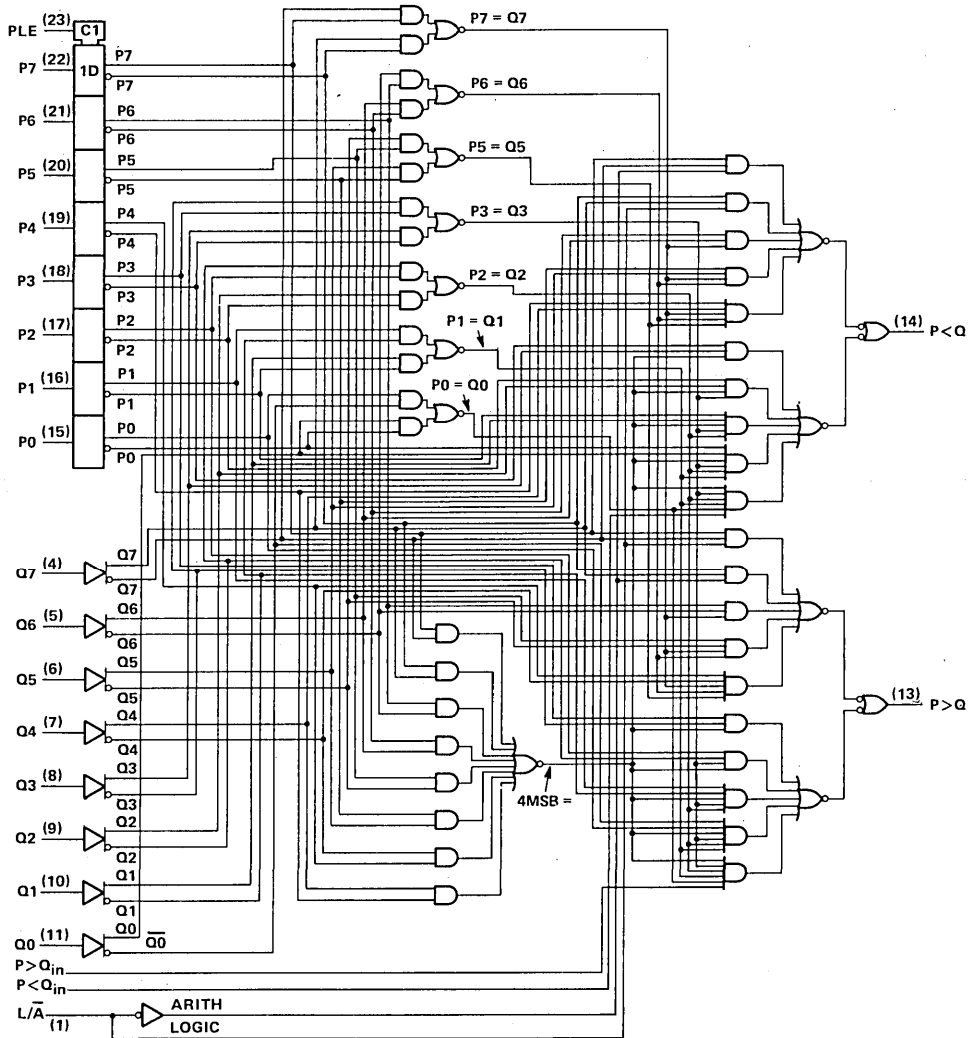 PLE (23) C1
P7 (22) 1D P7
P7
P6 (21) P6
P6
P5 (20) P5
P5
P4 (19) P4
P4
P3 (18) P3
P3
P2 (17) P2
P2
P1 (16) P1
P1
P0 (15) P0
P0
P7 = Q7
P6 = Q6
P5 = Q5
P3 = Q3
P2 = Q2
P1 = Q1
P0 = Q0
(14) P<Q
(13) P>Q
4MSB =
Q7 (4) Q7
Q7
Q6 (5) Q6
Q6
Q5 (6) Q5
Q5
Q4 (7) Q4
Q4
Q3 (8) Q3
Q3
Q2 (9) Q2
Q2
Q1 (10) Q1
Q1
Q0 (11) Q0
Q̅0̅
P>Qin
P<Qin
L/A̅ (1)
ARITH
LOGIC